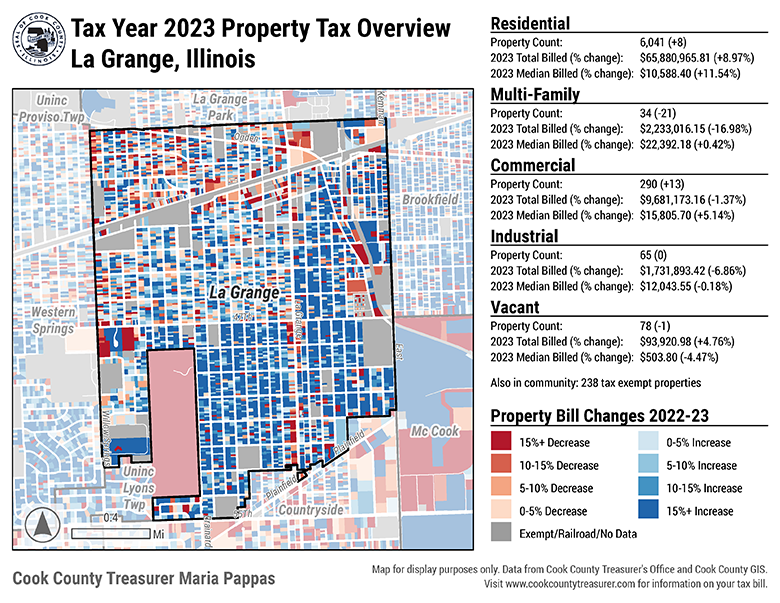 Tax Year 2023 Property Tax Overview
La Grange, Illinois
Residential
Property Count: 6,041 (+8)
2023 Total Billed (% change): $65,880,965.81 (+8.97%)
2023 Median Billed (% change): $10,588.40 (+11.54%)
Multi-Family
Property Count: 34 (-21)
2023 Total Billed (% change): $2,233,016.15 (-16.98%)
2023 Median Billed (% change): $22,392.18 (+0.42%)
Commercial
Property Count: 290 (+13)
2023 Total Billed (% change): $9,681,173.16 (-1.37%)
2023 Median Billed (% change): $15,805.70 (+5.14%)
Industrial
Property Count: 65 (0)
2023 Total Billed (% change): $1,731,893.42 (-6.86%)
2023 Median Billed (% change): $12,043.55 (-0.18%)
Vacant
Property Count: 78 (-1)
2023 Total Billed (% change): $93,920.98 (+4.76%)
2023 Median Billed (% change): $503.80 (-4.47%)
Also in community: 238 tax exempt properties
Property Bill Changes 2022-23
15%+ Decrease
10-15% Decrease
5-10% Decrease
0-5% Decrease
Exempt/Railroad/No Data
0-5% Increase
5-10% Increase
10-15% Increase
15%+ Increase
Uninc
Proviso Twp
La Grange
Park
Ogden
Brookfield
La Grange
47th
Western
Springs
East
Mc Cook
Uninc
Lyons
Twp
Plainfield
Plainfield
55th
Countryside
0.4
Mi
Cook County Treasurer Maria Pappas
Map for display purposes only. Data from Cook County Treasurer's Office and Cook County GIS.
Visit www.cookcountytreasurer.com for information on your tax bill.